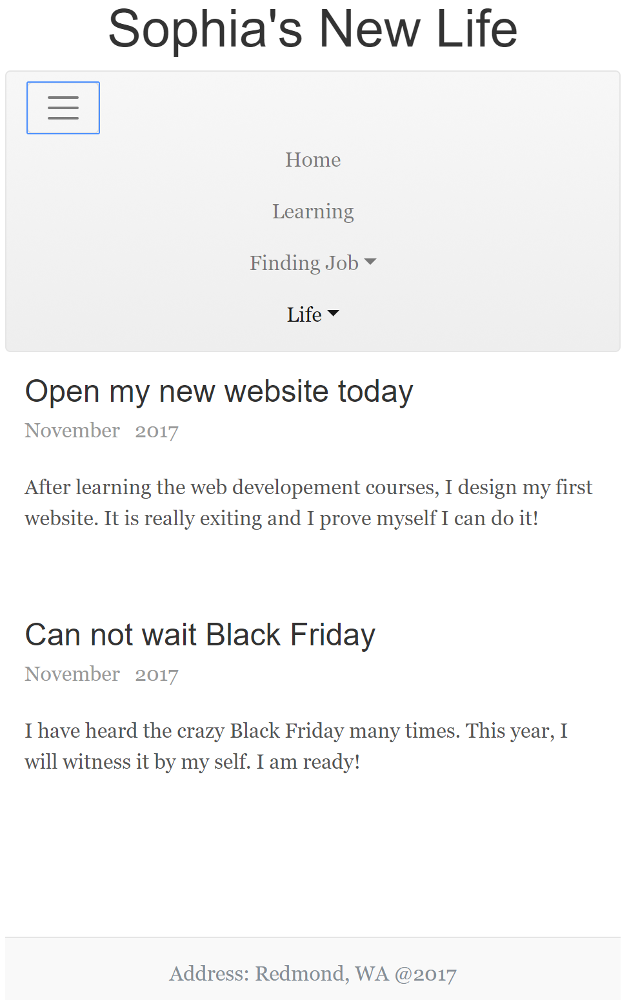 Sophia's New Life
Home
Learning
Finding Job
Life
Open my new website today
November 2017
After learning the web developement courses, I design my first
website. It is really exiting and I prove myself I can do it!
Can not wait Black Friday
November 2017
I have heard the crazy Black Friday many times. This year, I
will witness it by my self. I am ready!
Address: Redmond, WA @2017